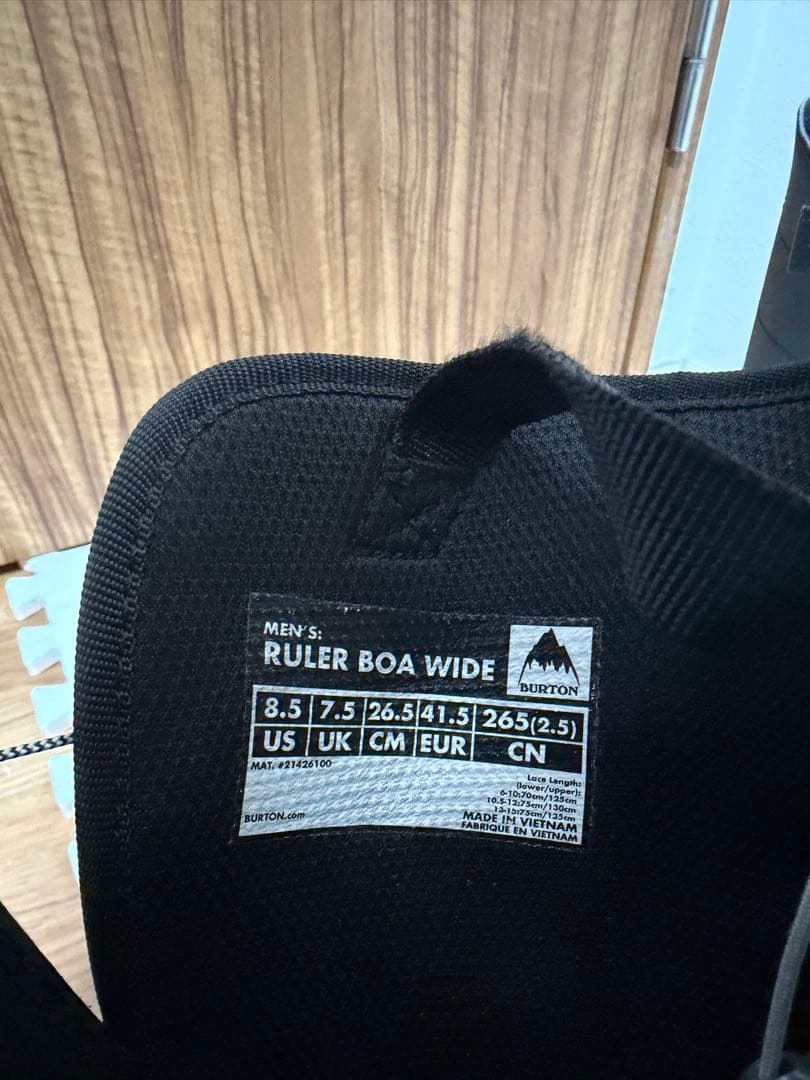 MEN'S:
RULER BOA WIDE
BURTON
8.5 7.5 26.5 41.5 265(2.5)
US UK CM EUR CN
MAT. #21426100
Lace Length:
(lower/upper):
6-10:70cm/125cm
10.5-12:75cm/130cm
13-15:75cm/135cm
BURTON.com
MADE IN VIETNAM
FABRIQUE EN VIETNAM